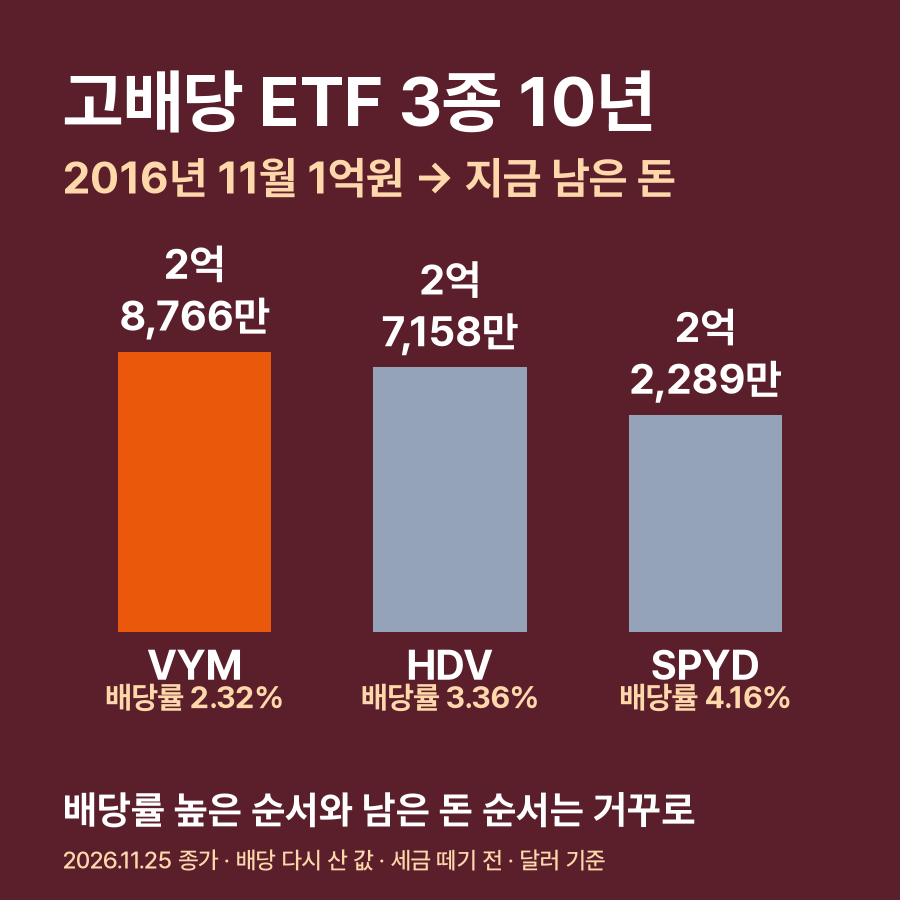 고배당 ETF 3종 10년
2016년 11월 1억원 → 지금 남은 돈
2억
8,766만
2억
7,158만
2억
2,289만
VYM
배당률 2.32%
HDV
배당률 3.36%
SPYD
배당률 4.16%
배당률 높은 순서와 남은 돈 순서는 거꾸로
2026.11.25 종가 · 배당 다시 산 값 · 세금 떼기 전 · 달러 기준